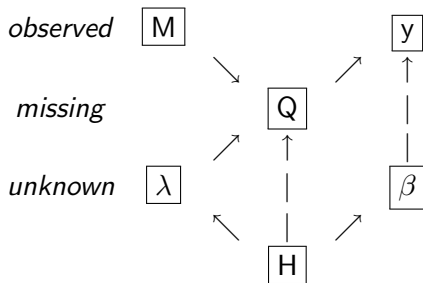 observed M y
missing Q
unknown λ β
H